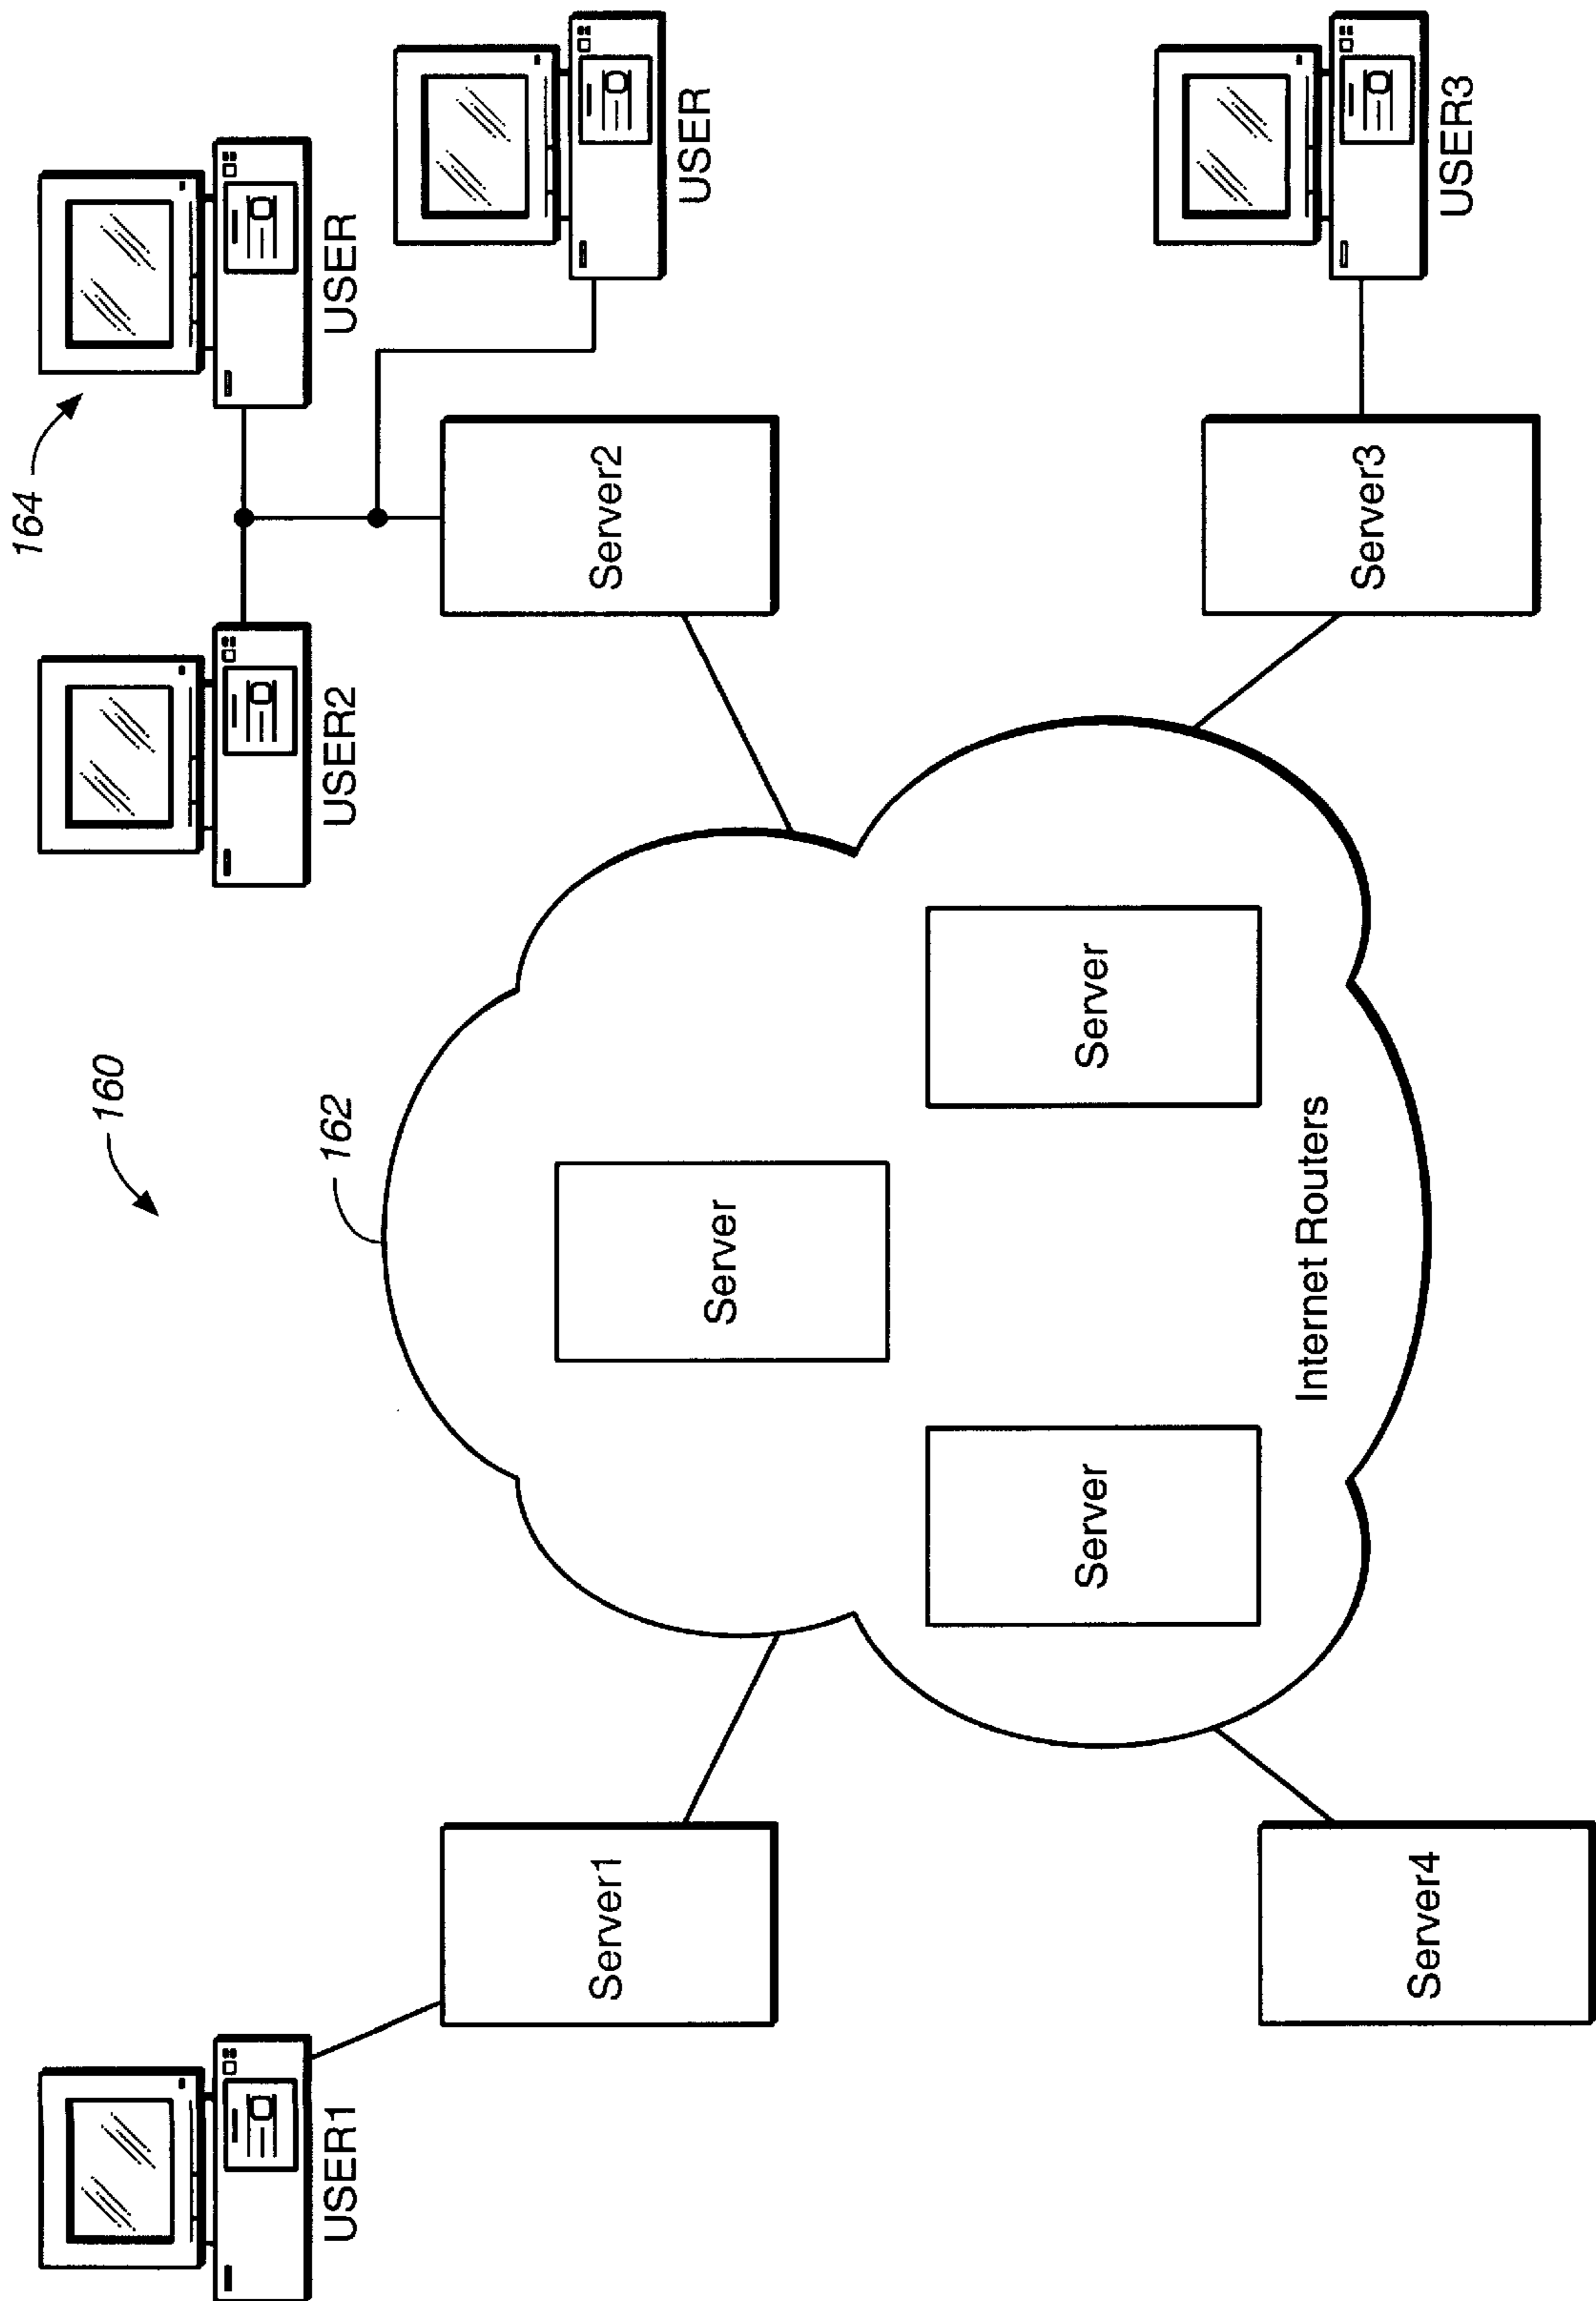 164
160
USER1
162
USER2
USER
Server1
Server2
USER
Server
Server
Server
Internet Routers
Server3
Server4
USER3